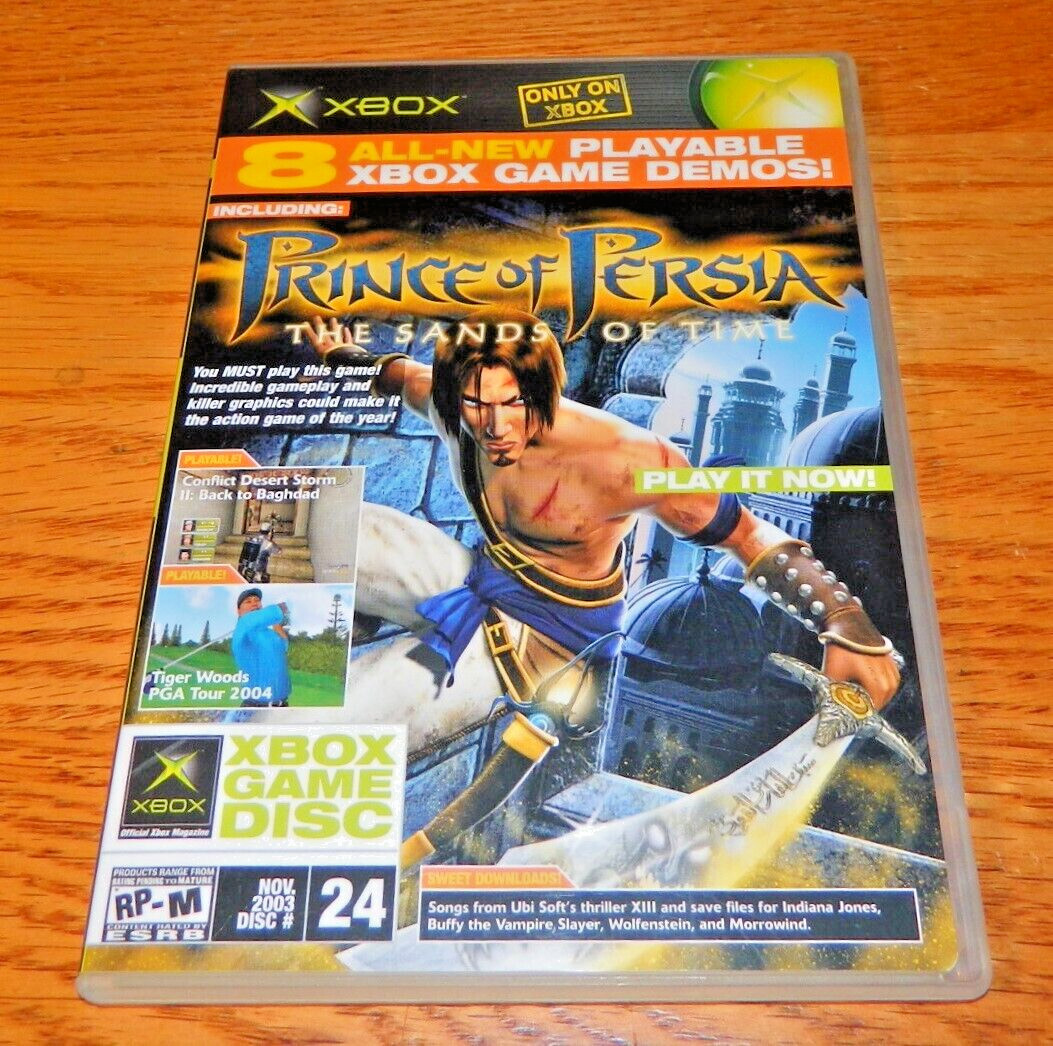 XBOX
ONLY ON
XBOX
8 ALL-NEW PLAYABLE
XBOX GAME DEMOS!
INCLUDING:
PRINCE OF PERSIA
THE SANDS OF TIME
You MUST play this game!
Incredible gameplay and
killer graphics could make it
the action game of the year!
PLAYABLE!
Conflict Desert Storm
II: Back to Baghdad
PLAY IT NOW!
PLAYABLE!
Tiger Woods
PGA Tour 2004
XBOX
Official Xbox Magazine
XBOX
GAME
DISC
PRODUCTS RANGE FROM
RATING PENDING TO MATURE
RP-M
CONTENT RATED BY
ESRB
NOV.
2003
DISC #
24
SWEET DOWNLOADS!
Songs from Ubi Soft's thriller XIII and save files for Indiana Jones,
Buffy the Vampire Slayer, Wolfenstein, and Morrowind.